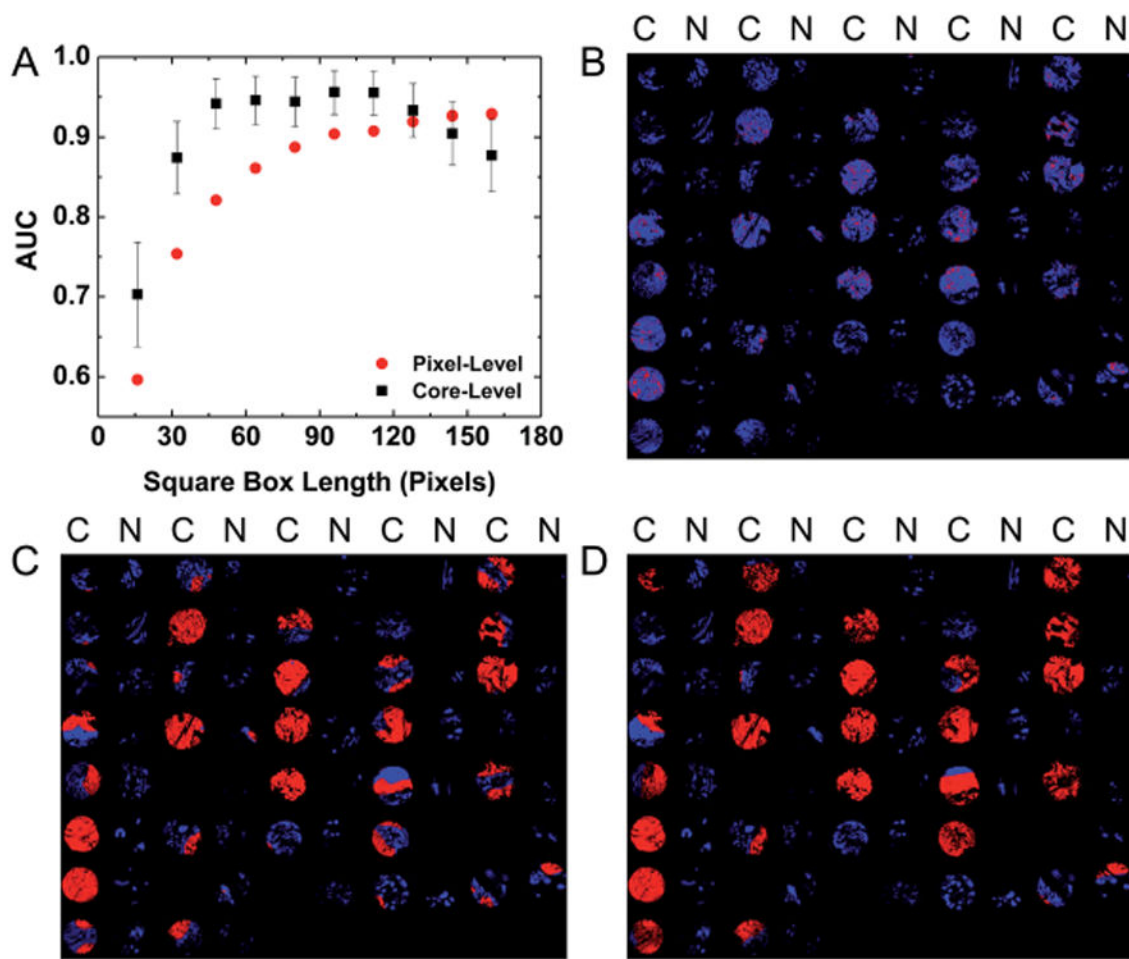 A
1.0
0.9
0.8
0.7
0.6
AUC
0 30 60 90 120 150 180
Square Box Length (Pixels)
Pixel-Level
Core-Level
B
C N C N C N C N C N
C
C N C N C N C N C N
D
C N C N C N C N C N